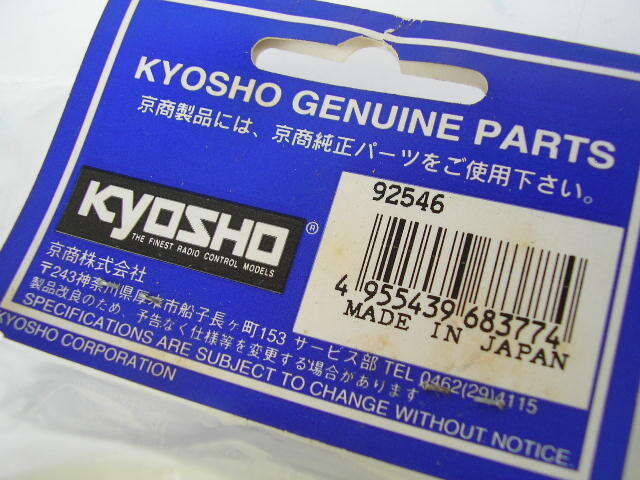 KYOSHO GENUINE PARTS
京商製品には、京商純正パーツをご使用下さい。
KYOSHO
THE FINEST RADIO CONTROL MODELS
®
92546
4 955439 683774
MADE IN JAPAN
京商株式会社
〒243神奈川県厚木市船子長ヶ町153 サービス部 TEL 0462(29)4115
製品改良のため、予告なく仕様等を変更する場合があります
SPECIFICATIONS ARE SUBJECT TO CHANGE WITHOUT NOTICE.
KYOSHO CORPORATION